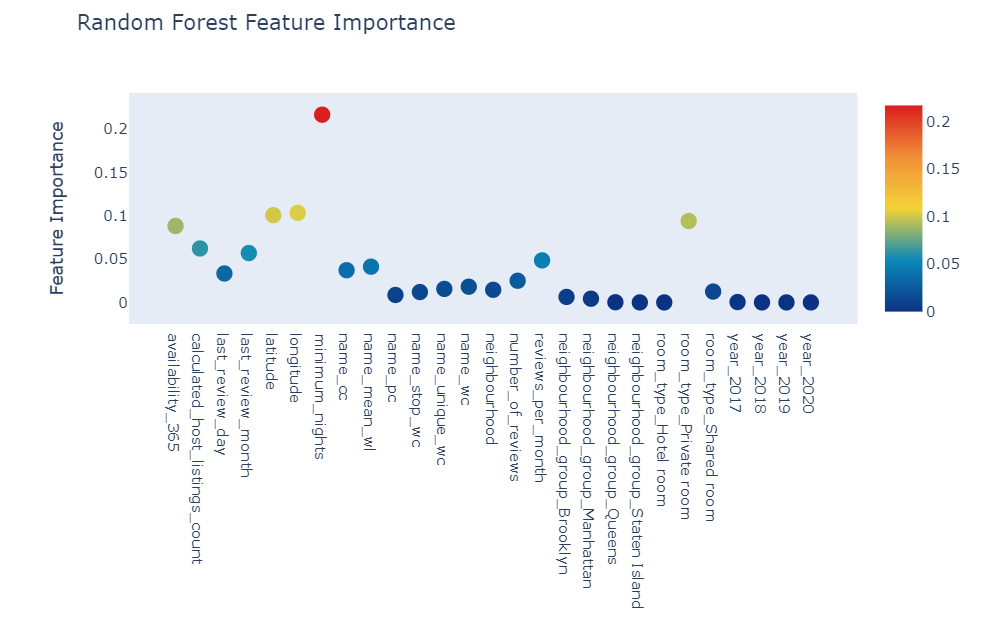 Random Forest Feature Importance
Feature Importance
0.2
0.15
0.1
0.05
0
availability_365
calculated_host_listings_count
last_review_day
last_review_month
latitude
longitude
minimum_nights
name_cc
name_mean_wl
name_pc
name_stop_wc
name_unique_wc
name_wc
neighbourhood
number_of_reviews
reviews_per_month
neighbourhood_group_Brooklyn
neighbourhood_group_Manhattan
neighbourhood_group_Queens
neighbourhood_group_Staten Island
room_type_Hotel room
room_type_Private room
room_type_Shared room
year_2017
year_2018
year_2019
year_2020
0.2
0.15
0.1
0.05
0